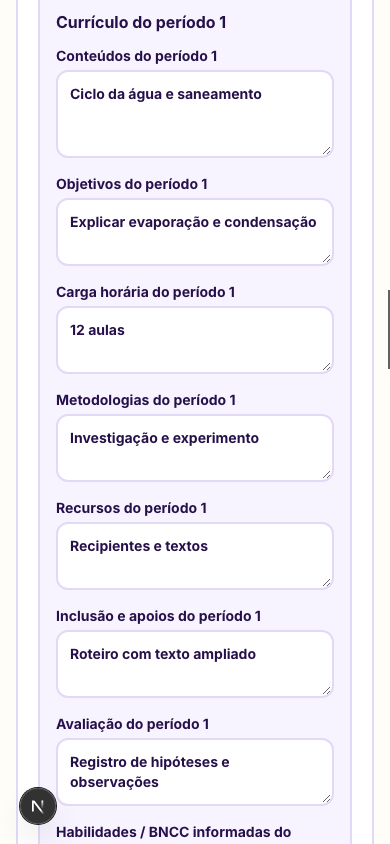 Currículo do período 1
Conteúdos do período 1
Ciclo da água e saneamento
Objetivos do período 1
Explicar evaporação e condensação
Carga horária do período 1
12 aulas
Metodologias do período 1
Investigação e experimento
Recursos do período 1
Recipientes e textos
Inclusão e apoios do período 1
Roteiro com texto ampliado
Avaliação do período 1
Registro de hipóteses e
observações
N
Habilidades / BNCC informadas do